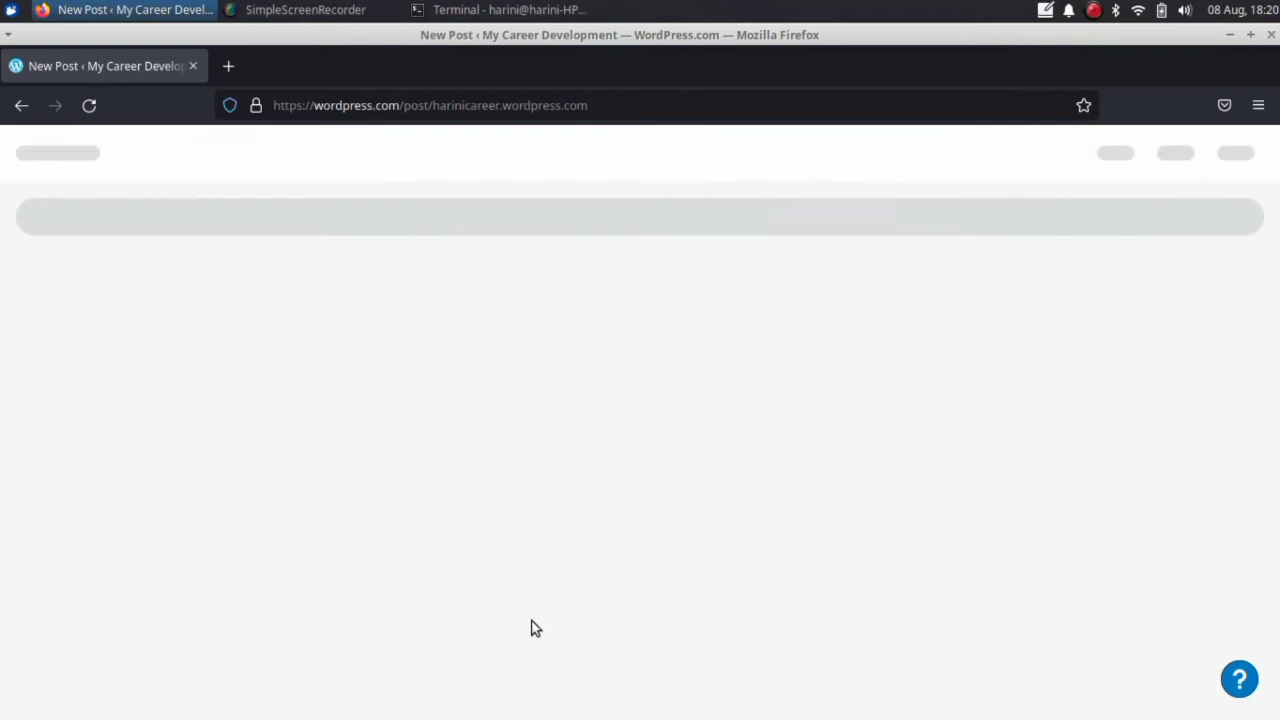 New Post ‹ My Career Devel... SimpleScreenRecorder Terminal - harini@harini-HP... 08 Aug, 18:20
New Post ‹ My Career Development — WordPress.com — Mozilla Firefox
New Post ‹ My Career Develop
https://wordpress.com/post/harinicareer.wordpress.com
?